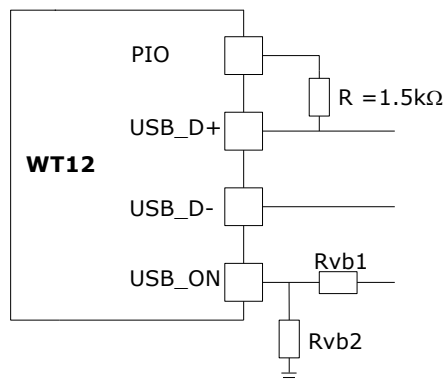 PIO
R =1.5kΩ
USB_D+
WT12
USB_D-
USB_ON
Rvb1
Rvb2